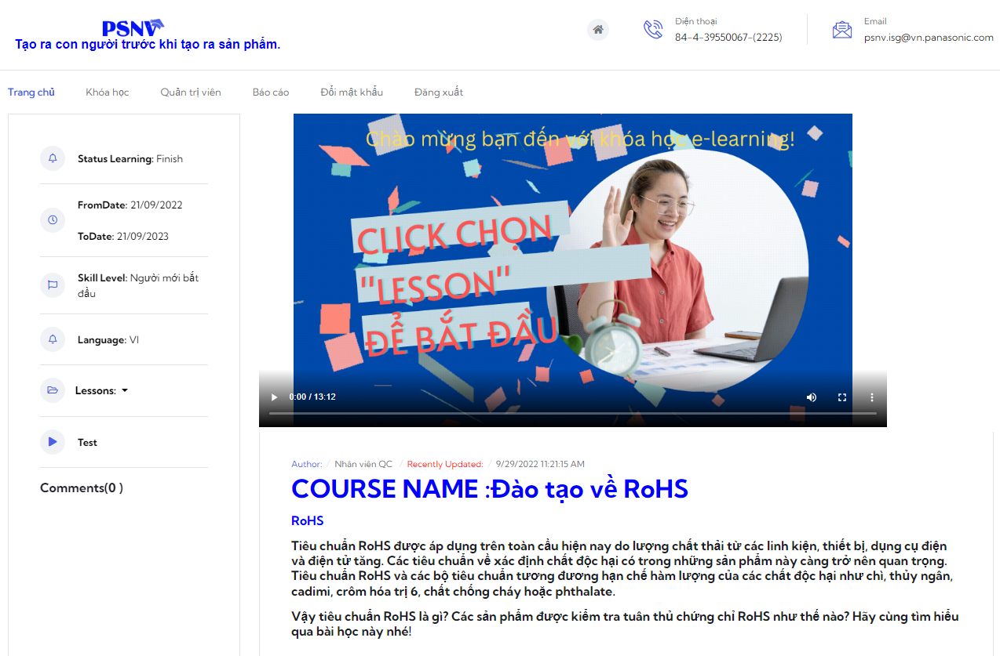 PSNV
Tạo ra con người trước khi tạo ra sản phẩm.
Điện thoại
84-4-39550067-(2225)
Email
psnv.isg@vn.panasonic.com
Trang chủ
Khóa học
Quản trị viên
Báo cáo
Đổi mật khẩu
Đăng xuất
Status Learning: Finish
FromDate: 21/09/2022
ToDate: 21/09/2023
Skill Level: Người mới bắt
đầu
Language: VI
Lessons:
Test
Comments(0 )
Chào mừng bạn đến với khóa học e-learning!
CLICK CHỌN
"LESSON"
ĐỂ BẮT ĐẦU
0:00 / 13:12
Author: / Nhân viên QC / Recently Updated: / 9/29/2022 11:21:15 AM
COURSE NAME :Đào tạo về RoHS
RoHS
Tiêu chuẩn RoHS được áp dụng trên toàn cầu hiện nay do lượng chất thải từ các linh kiện, thiết bị, dụng cụ điện
và điện tử tăng. Các tiêu chuẩn về xác định chất độc hại có trong những sản phẩm này càng trở nên quan trọng.
Tiêu chuẩn RoHS và các bộ tiêu chuẩn tương đương hạn chế hàm lượng của các chất độc hại như chì, thủy ngân,
cadimi, crôm hóa trị 6, chất chống cháy hoặc phthalate.
Vậy tiêu chuẩn RoHS là gì? Các sản phẩm được kiểm tra tuân thủ chứng chỉ RoHS như thế nào? Hãy cùng tìm hiểu
qua bài học này nhé!